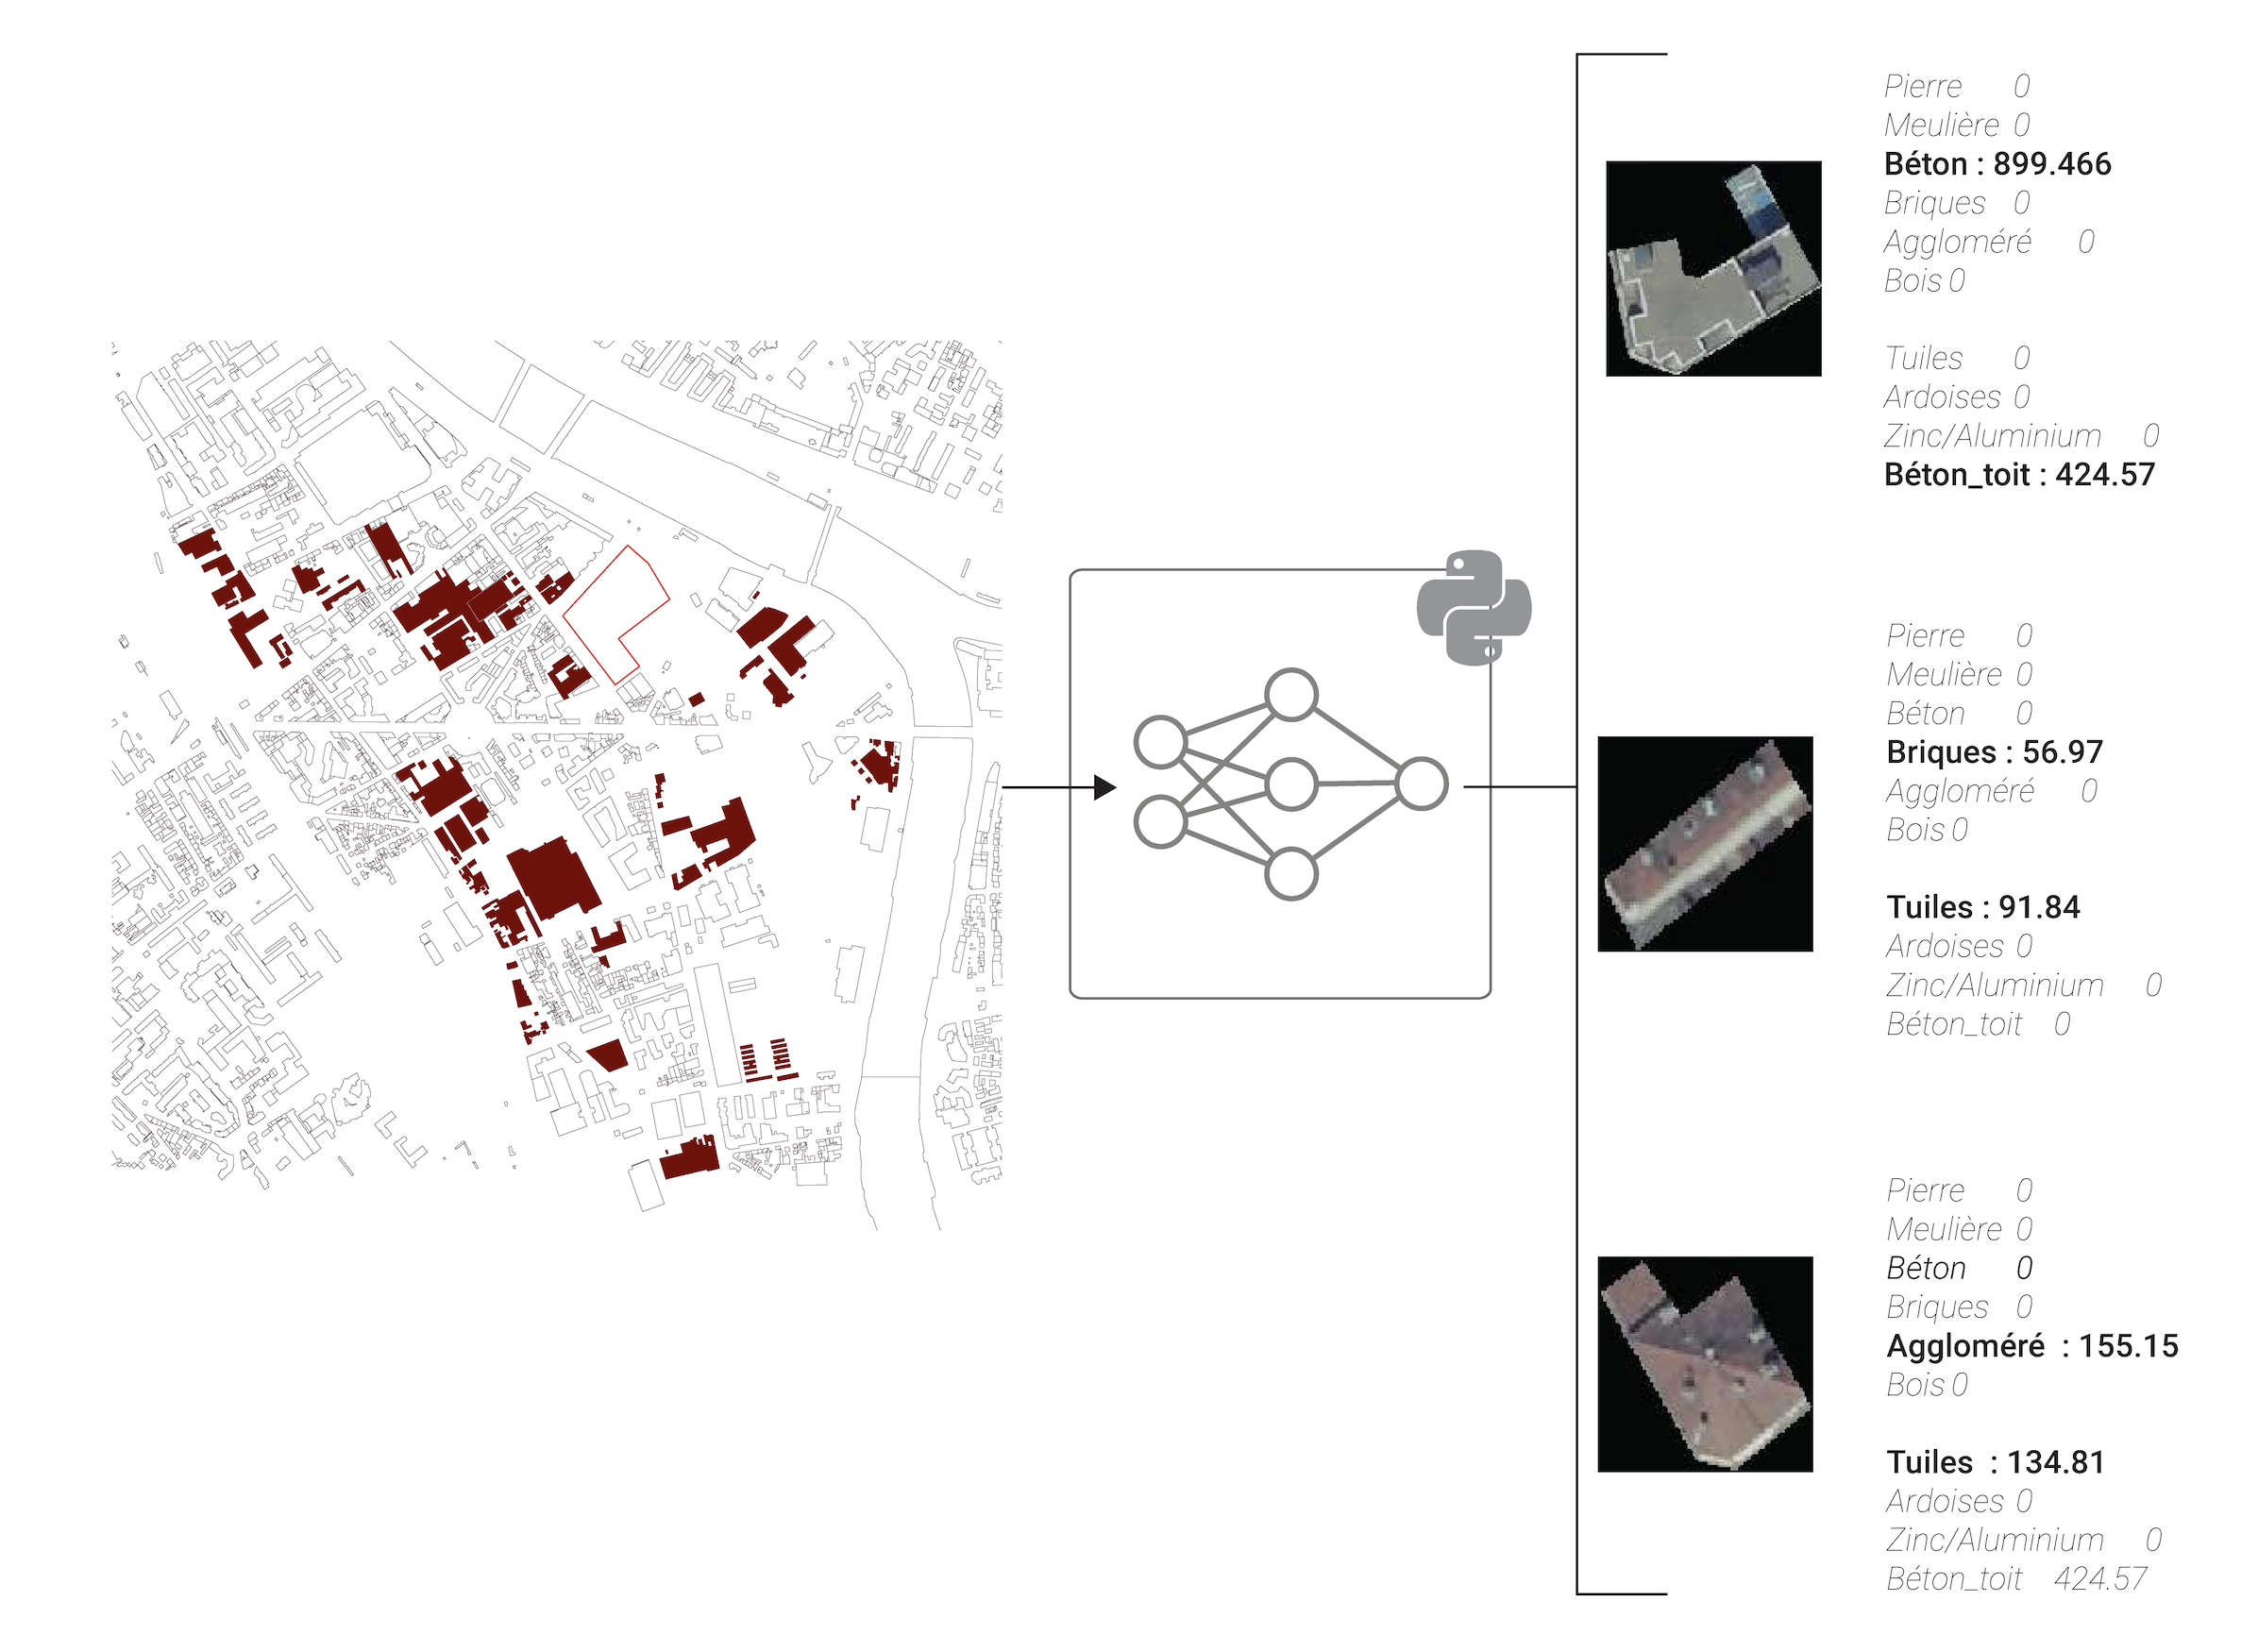 Pierre 0
Meulière 0
Béton : 899.466
Briques 0
Aggloméré 0
Bois 0
Tuiles 0
Ardoises 0
Zinc/Aluminium 0
Béton_toit : 424.57
Pierre 0
Meulière 0
Béton 0
Briques : 56.97
Aggloméré 0
Bois 0
Tuiles : 91.84
Ardoises 0
Zinc/Aluminium 0
Béton_toit 0
Pierre 0
Meulière 0
Béton 0
Briques 0
Aggloméré : 155.15
Bois 0
Tuiles : 134.81
Ardoises 0
Zinc/Aluminium 0
Béton_toit 424.57